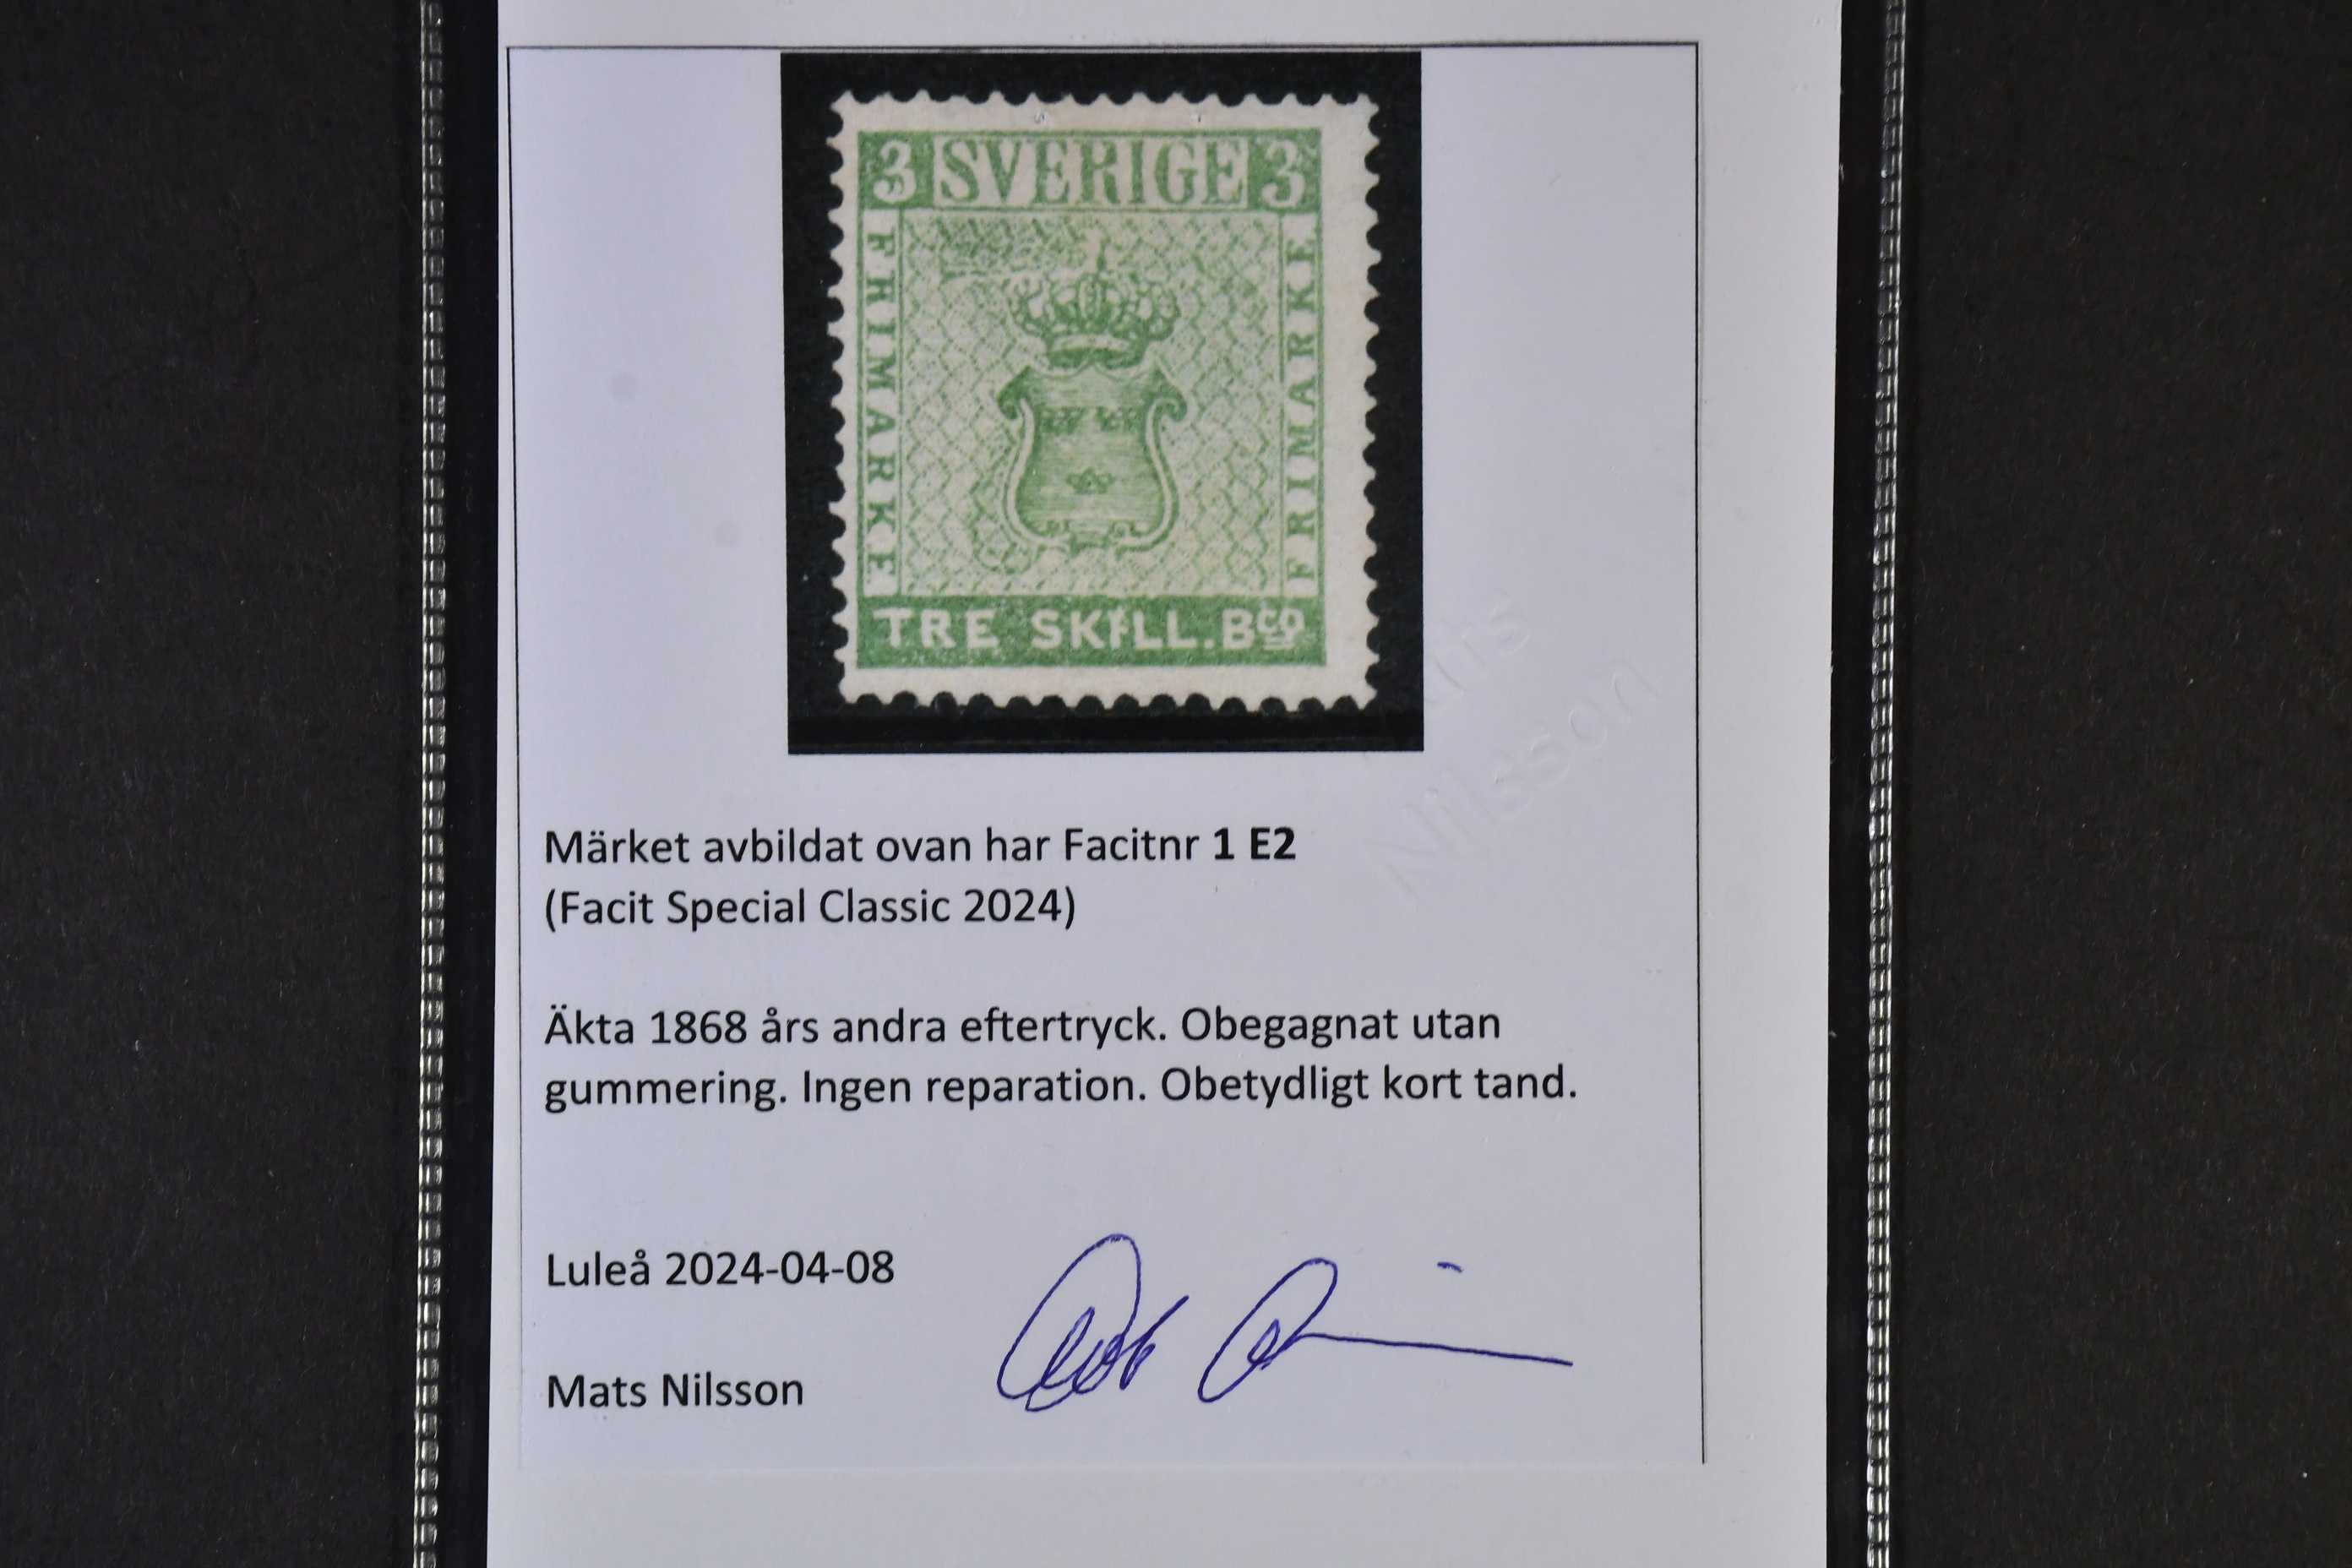 3 SVERIGE 3
FRIMARKE
FRIMARKE
TRE SKILL. Bco
Nilsson
Märket avbildat ovan har Facitnr 1 E2
(Facit Special Classic 2024)
Äkta 1868 års andra eftertryck. Obegagnat utan
gummering. Ingen reparation. Obetydligt kort tand.
Luleå 2024-04-08
Mats Nilsson